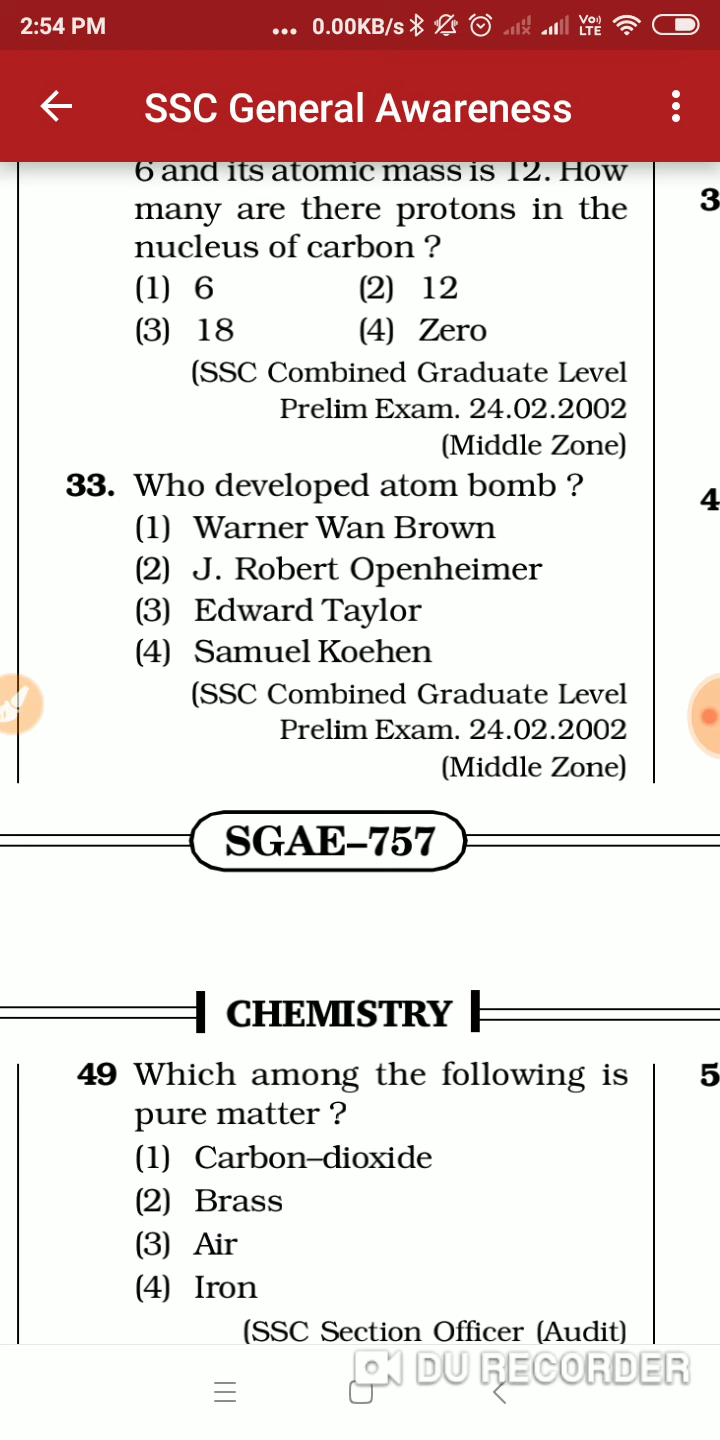 2:54 PM
... 0.00KB/s Vo)) LTE
SSC General Awareness
6 and its atomic mass is 12. How
many are there protons in the
nucleus of carbon ?
(1) 6 (2) 12
(3) 18 (4) Zero
(SSC Combined Graduate Level
Prelim Exam. 24.02.2002
(Middle Zone)
33. Who developed atom bomb ?
(1) Warner Wan Brown
(2) J. Robert Openheimer
(3) Edward Taylor
(4) Samuel Koehen
(SSC Combined Graduate Level
Prelim Exam. 24.02.2002
(Middle Zone)
3
4
SGAE–757
CHEMISTRY
49 Which among the following is
pure matter ?
(1) Carbon–dioxide
(2) Brass
(3) Air
(4) Iron
(SSC Section Officer (Audit)
5
DU RECORDER